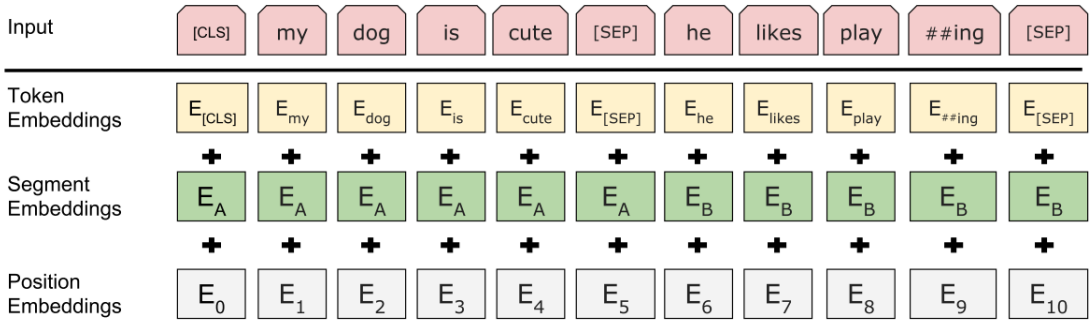 Input [CLS] my dog is cute [SEP] he likes play ##ing [SEP]
Token
Embeddings E[CLS] Emy Edog Eis Ecute E[SEP] Ehe Elikes Eplay E##ing E[SEP]
+ + + + + + + + + + +
Segment
Embeddings EA EA EA EA EA EA EB EB EB EB EB
+ + + + + + + + + + +
Position
Embeddings E0 E1 E2 E3 E4 E5 E6 E7 E8 E9 E10